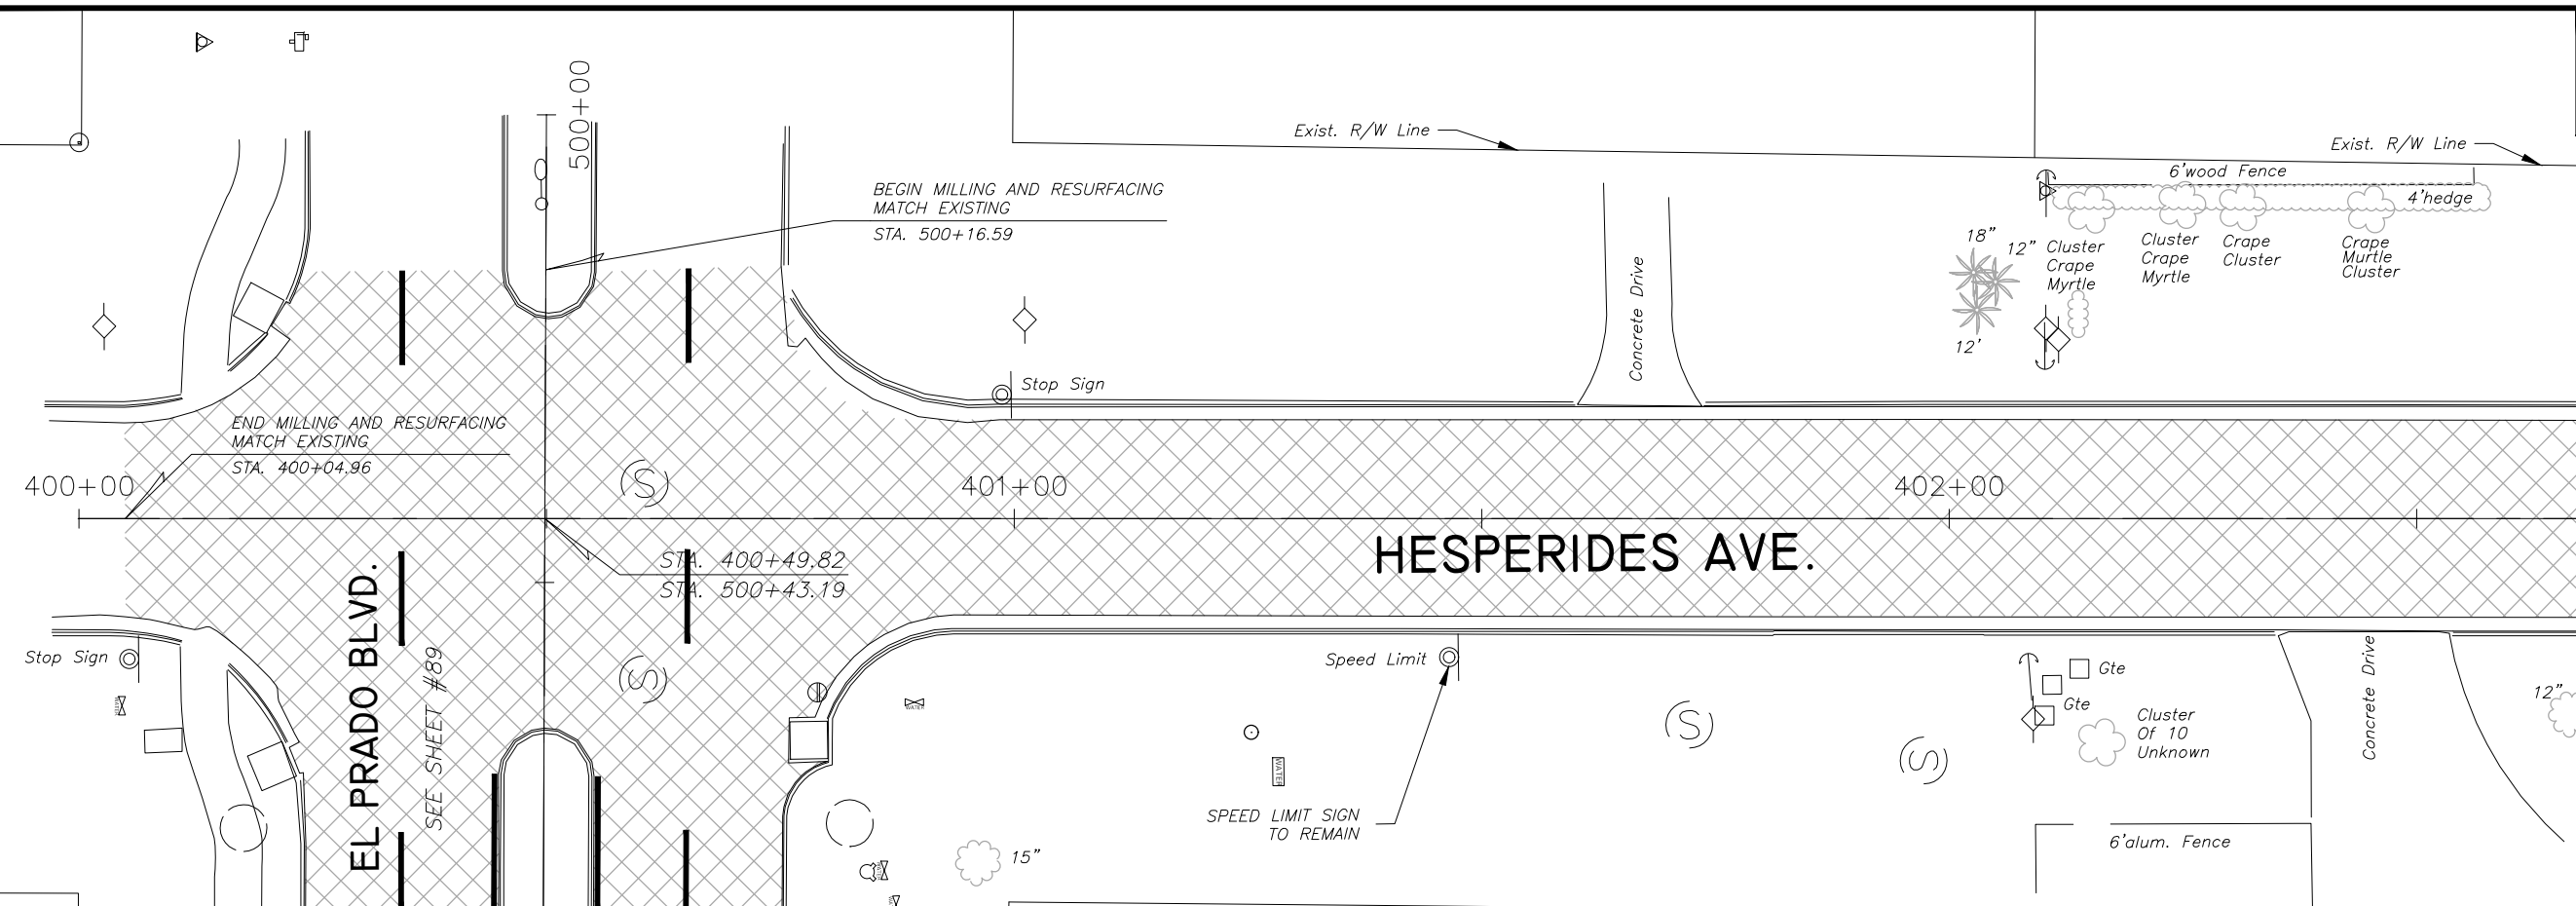 500+00
Exist. R/W Line
Exist. R/W Line
BEGIN MILLING AND RESURFACING
MATCH EXISTING
STA. 500+16.59
6'wood Fence
4'hedge
18"
12"
12'
Cluster
Crape
Myrtle
Cluster
Crape
Myrtle
Crape
Cluster
Crape
Murtle
Cluster
Concrete Drive
Stop Sign
END MILLING AND RESURFACING
MATCH EXISTING
STA. 400+04.96
400+00
S
401+00
402+00
HESPERIDES AVE.
STA. 400+49.82
STA. 500+43.19
EL PRADO BLVD.
SEE SHEET #89
Stop Sign
S
Speed Limit
SPEED LIMIT SIGN
TO REMAIN
WATER
WATER
WATER
S
S
Gte
Gte
Cluster
Of 10
Unknown
Concrete Drive
12"
6'alum. Fence
15"
WATER